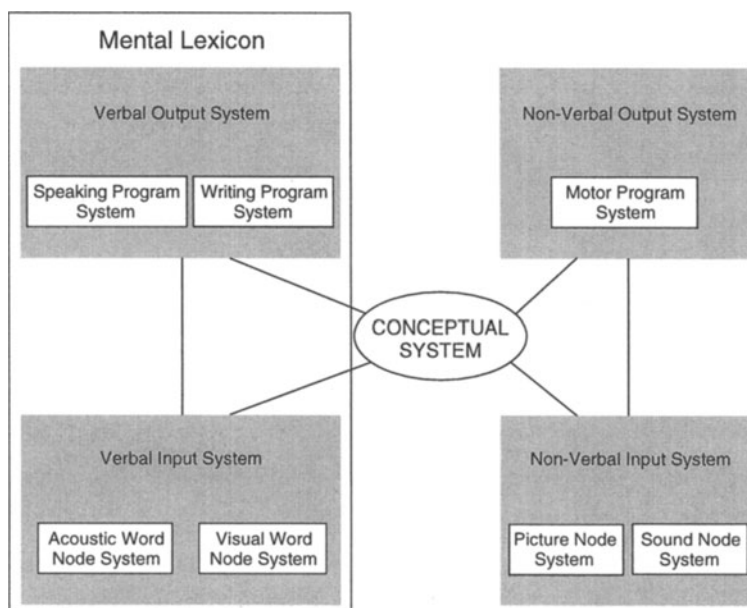 Mental Lexicon
Verbal Output System
Speaking Program
System
Writing Program
System
Non-Verbal Output System
Motor Program
System
CONCEPTUAL
SYSTEM
Verbal Input System
Acoustic Word
Node System
Visual Word
Node System
Non-Verbal Input System
Picture Node
System
Sound Node
System